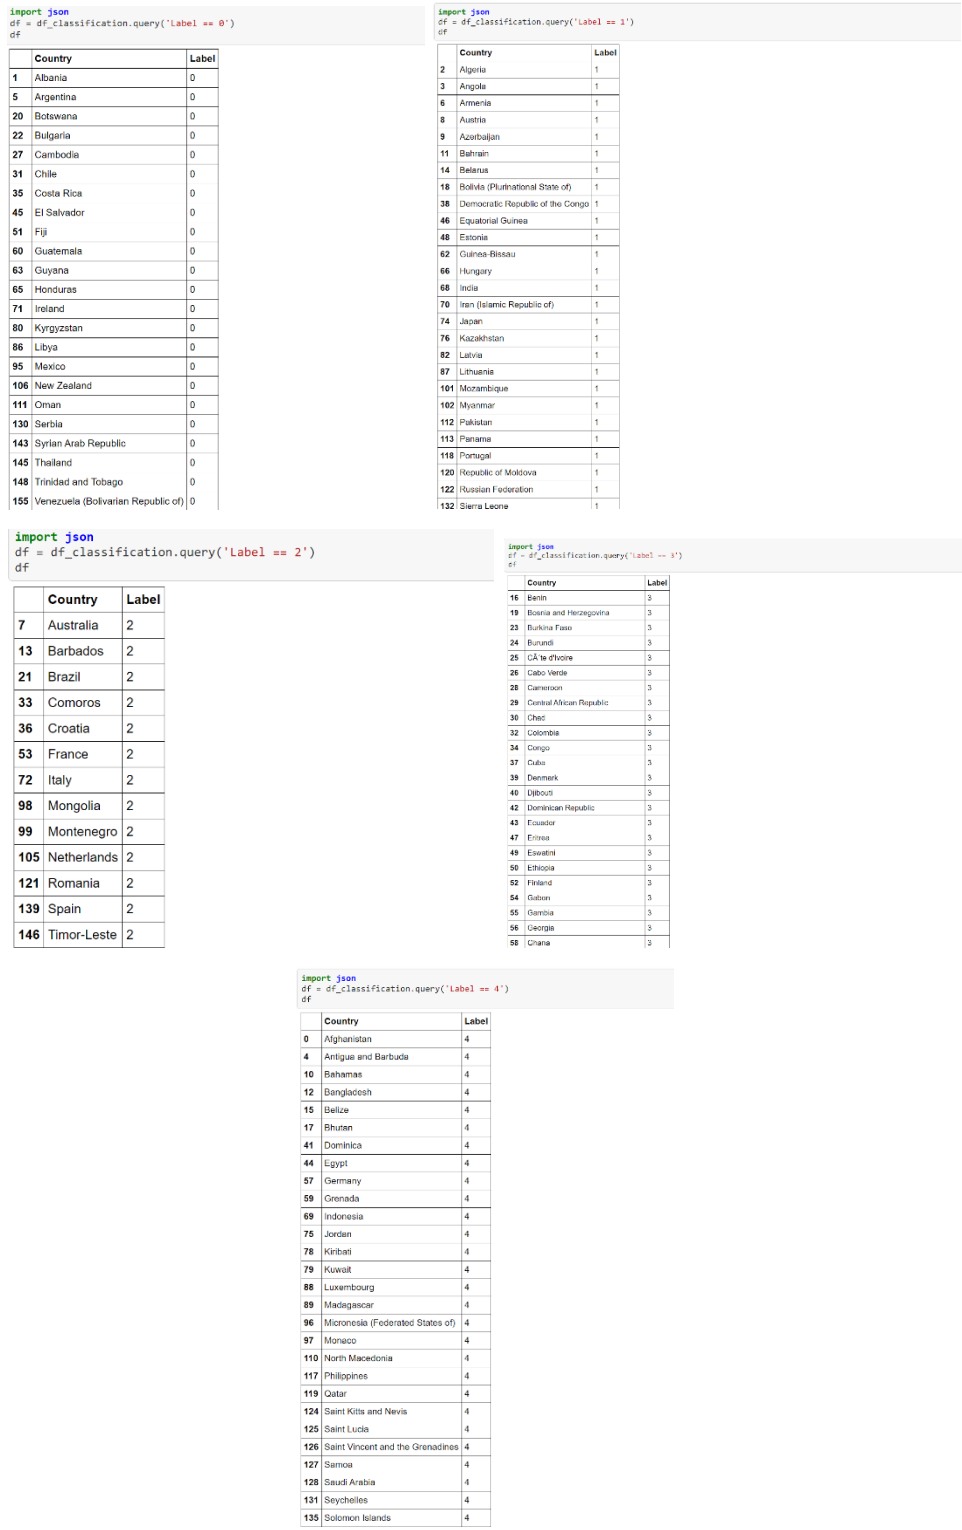 import json
df = df_classification.query('Label == 0')
df
Country Label
1 Albania 0
5 Argentina 0
20 Botswana 0
22 Bulgaria 0
27 Cambodia 0
31 Chile 0
35 Costa Rica 0
45 El Salvador 0
51 Fiji 0
60 Guatemala 0
63 Guyana 0
65 Honduras 0
71 Ireland 0
80 Kyrgyzstan 0
86 Libya 0
95 Mexico 0
106 New Zealand 0
111 Oman 0
130 Serbia 0
143 Syrian Arab Republic 0
145 Thailand 0
148 Trinidad and Tobago 0
155 Venezuela (Bolivarian Republic of) 0
import json
df = df_classification.query('Label == 1')
df
Country Label
2 Algeria 1
3 Angola 1
6 Armenia 1
8 Austria 1
9 Azerbaijan 1
11 Bahrain 1
14 Belarus 1
18 Bolivia (Plurinational State of) 1
38 Democratic Republic of the Congo 1
46 Equatorial Guinea 1
48 Estonia 1
62 Guinea-Bissau 1
66 Hungary 1
68 India 1
70 Iran (Islamic Republic of) 1
74 Japan 1
76 Kazakhstan 1
82 Latvia 1
87 Lithuania 1
101 Mozambique 1
102 Myanmar 1
112 Pakistan 1
113 Panama 1
118 Portugal 1
120 Republic of Moldova 1
122 Russian Federation 1
132 Sierra Leone 1
import json
df = df_classification.query('Label == 2')
df
Country Label
7 Australia 2
13 Barbados 2
21 Brazil 2
33 Comoros 2
36 Croatia 2
53 France 2
72 Italy 2
98 Mongolia 2
99 Montenegro 2
105 Netherlands 2
121 Romania 2
139 Spain 2
146 Timor-Leste 2
import json
df = df_classification.query('Label == 3')
df
Country Label
16 Benin 3
19 Bosnia and Herzegovina 3
23 Burkina Faso 3
24 Burundi 3
25 CÃ´te d'Ivoire 3
26 Cabo Verde 3
28 Cameroon 3
29 Central African Republic 3
30 Chad 3
32 Colombia 3
34 Congo 3
37 Cuba 3
39 Denmark 3
40 Djibouti 3
42 Dominican Republic 3
43 Ecuador 3
47 Eritrea 3
49 Eswatini 3
50 Ethiopia 3
52 Finland 3
54 Gabon 3
55 Gambia 3
56 Georgia 3
58 Ghana 3
import json
df = df_classification.query('Label == 4')
df
Country Label
0 Afghanistan 4
4 Antigua and Barbuda 4
10 Bahamas 4
12 Bangladesh 4
15 Belize 4
17 Bhutan 4
41 Dominica 4
44 Egypt 4
57 Germany 4
59 Grenada 4
69 Indonesia 4
75 Jordan 4
78 Kiribati 4
79 Kuwait 4
88 Luxembourg 4
89 Madagascar 4
96 Micronesia (Federated States of) 4
97 Monaco 4
110 North Macedonia 4
117 Philippines 4
119 Qatar 4
124 Saint Kitts and Nevis 4
125 Saint Lucia 4
126 Saint Vincent and the Grenadines 4
127 Samoa 4
128 Saudi Arabia 4
131 Seychelles 4
135 Solomon Islands 4